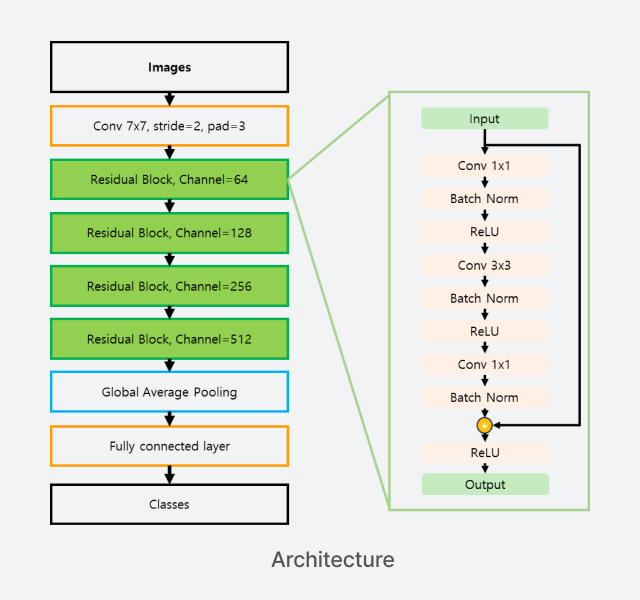 Images
Conv 7x7, stride=2, pad=3
Residual Block, Channel=64
Residual Block, Channel=128
Residual Block, Channel=256
Residual Block, Channel=512
Global Average Pooling
Fully connected layer
Classes
Input
Conv 1x1
Batch Norm
ReLU
Conv 3x3
Batch Norm
ReLU
Conv 1x1
Batch Norm
+
ReLU
Output
Architecture